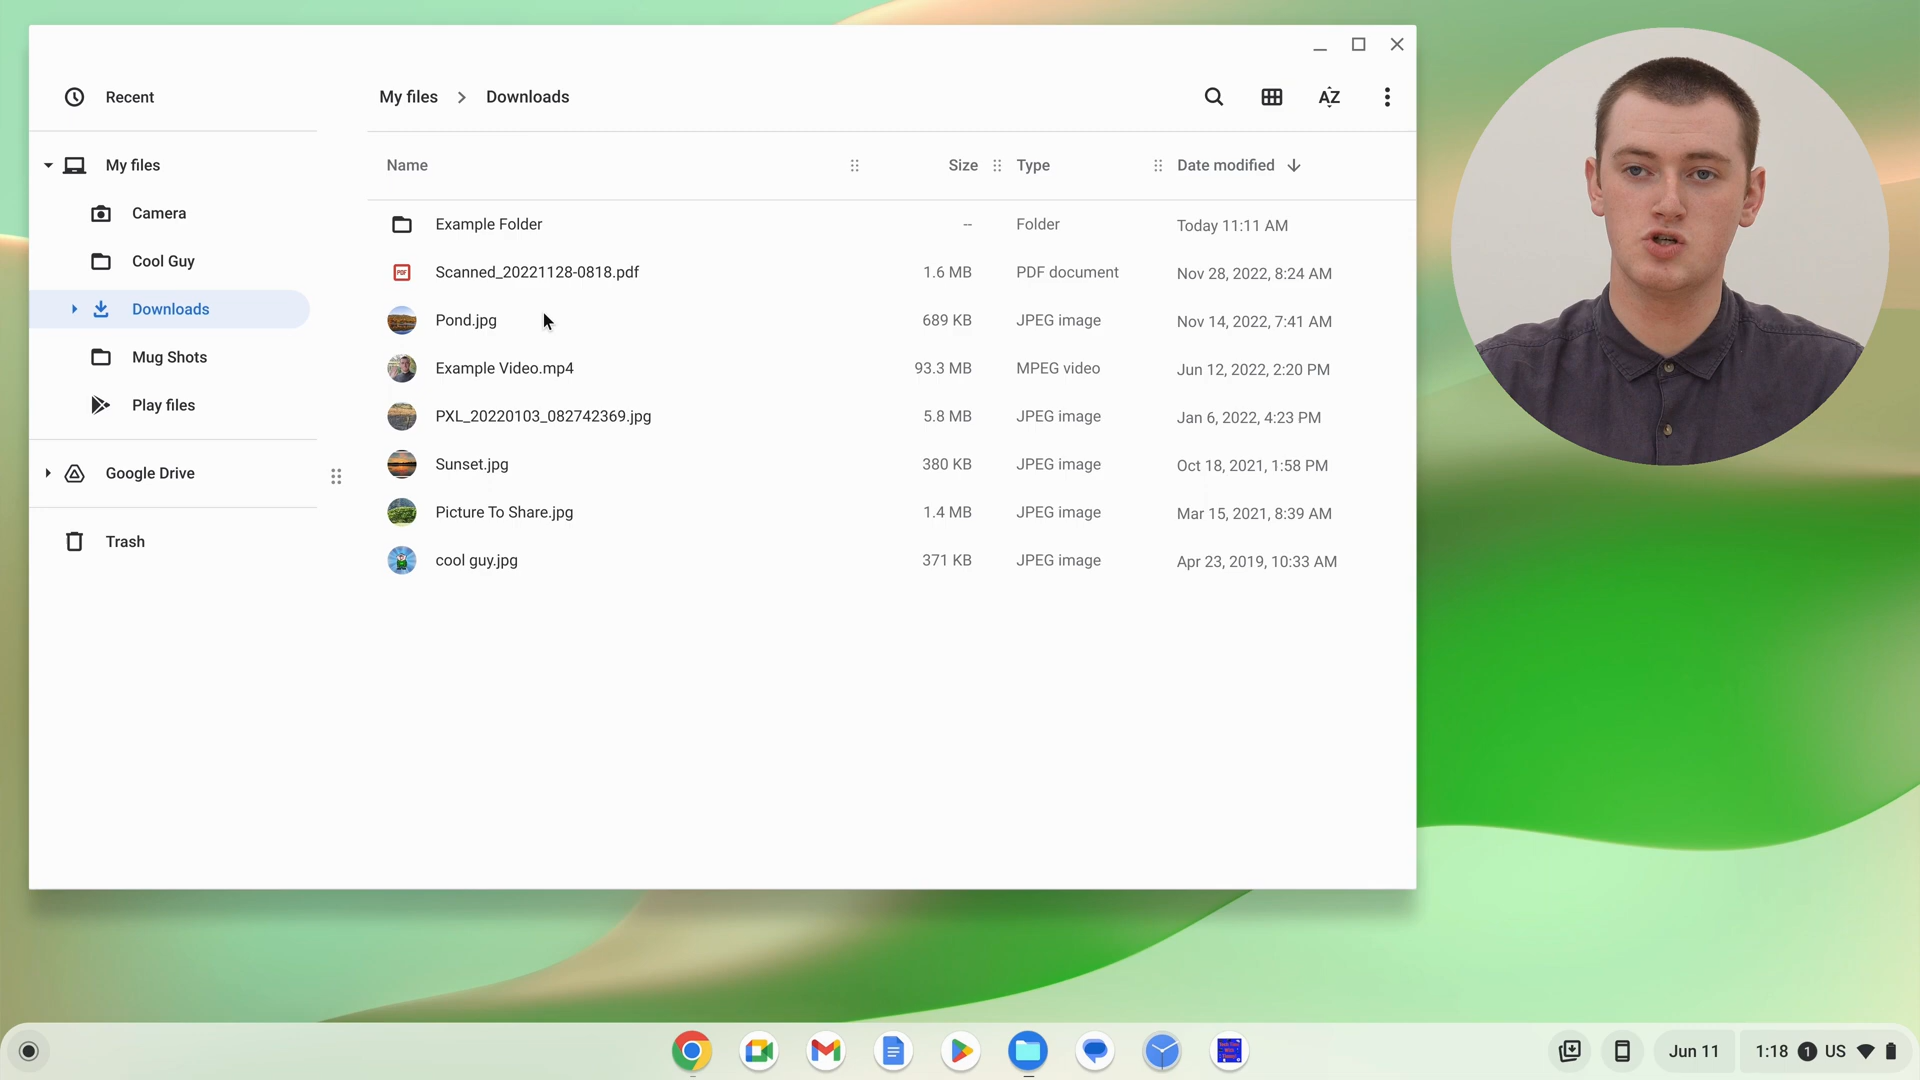 Recent
My files
Camera
Cool Guy
Downloads
Mug Shots
Play files
Google Drive
Trash
My files Downloads
AZ
Name Size Type Date modified
Example Folder -- Folder Today 11:11 AM
Scanned_20221128-0818.pdf 1.6 MB PDF document Nov 28, 2022, 8:24 AM
Pond.jpg 689 KB JPEG image Nov 14, 2022, 7:41 AM
Example Video.mp4 93.3 MB MPEG video Jun 12, 2022, 2:20 PM
PXL_20220103_082742369.jpg 5.8 MB JPEG image Jan 6, 2022, 4:23 PM
Sunset.jpg 380 KB JPEG image Oct 18, 2021, 1:58 PM
Picture To Share.jpg 1.4 MB JPEG image Mar 15, 2021, 8:39 AM
cool guy.jpg 371 KB JPEG image Apr 23, 2019, 10:33 AM
PDF
Jun 11 1:18 1 US